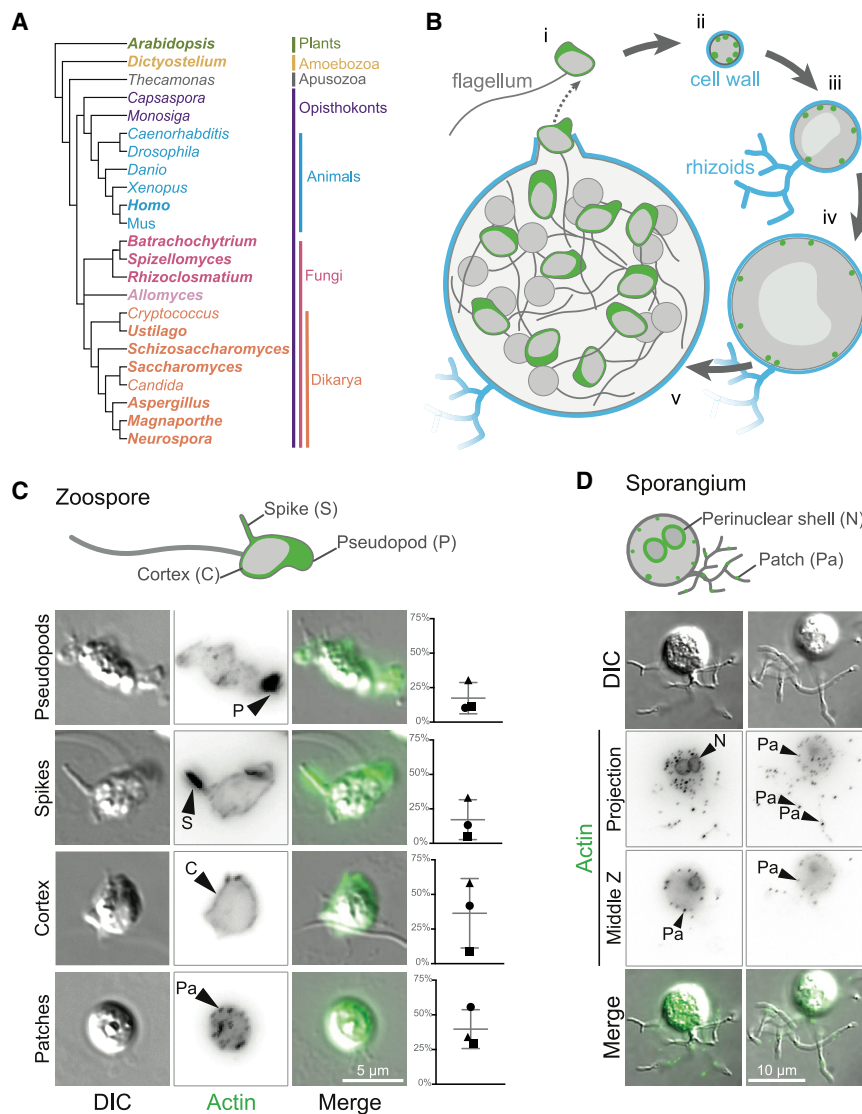 A
Arabidopsis
Dictyostelium
Thecamonas
Capsaspora
Monosiga
Caenorhabditis
Drosophila
Danio
Xenopus
Homo
Mus
Batrachochytrium
Spizellomyces
Rhizoclosmatium
Allomyces
Cryptococcus
Ustilago
Schizosaccharomyces
Saccharomyces
Candida
Aspergillus
Magnaporthe
Neurospora
Plants
Amoebozoa
Apusozoa
Opisthokonts
Animals
Fungi
Dikarya
B
i
flagellum
ii
cell wall
iii
rhizoids
iv
v
C
Zoospore
Spike (S)
Pseudopod (P)
Cortex (C)
Pseudopods
P
75%
50%
25%
0%
Spikes
S
75%
50%
25%
0%
Cortex
C
75%
50%
25%
0%
Patches
Pa
75%
50%
25%
0%
5 µm
DIC
Actin
Merge
D
Sporangium
Perinuclear shell (N)
Patch (Pa)
DIC
Actin
Projection
N
Pa
Pa
Pa
Middle Z
Pa
Pa
Merge
10 µm